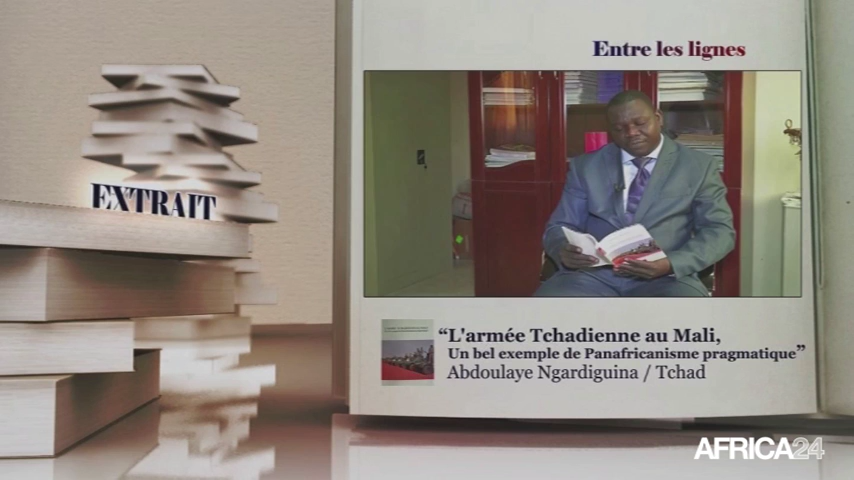 Entre les lignes
EXTRAIT
“L'armée Tchadienne au Mali,
Un bel exemple de Panafricanisme pragmatique”
Abdoulaye Ngardiguina / Tchad
AFRICA24